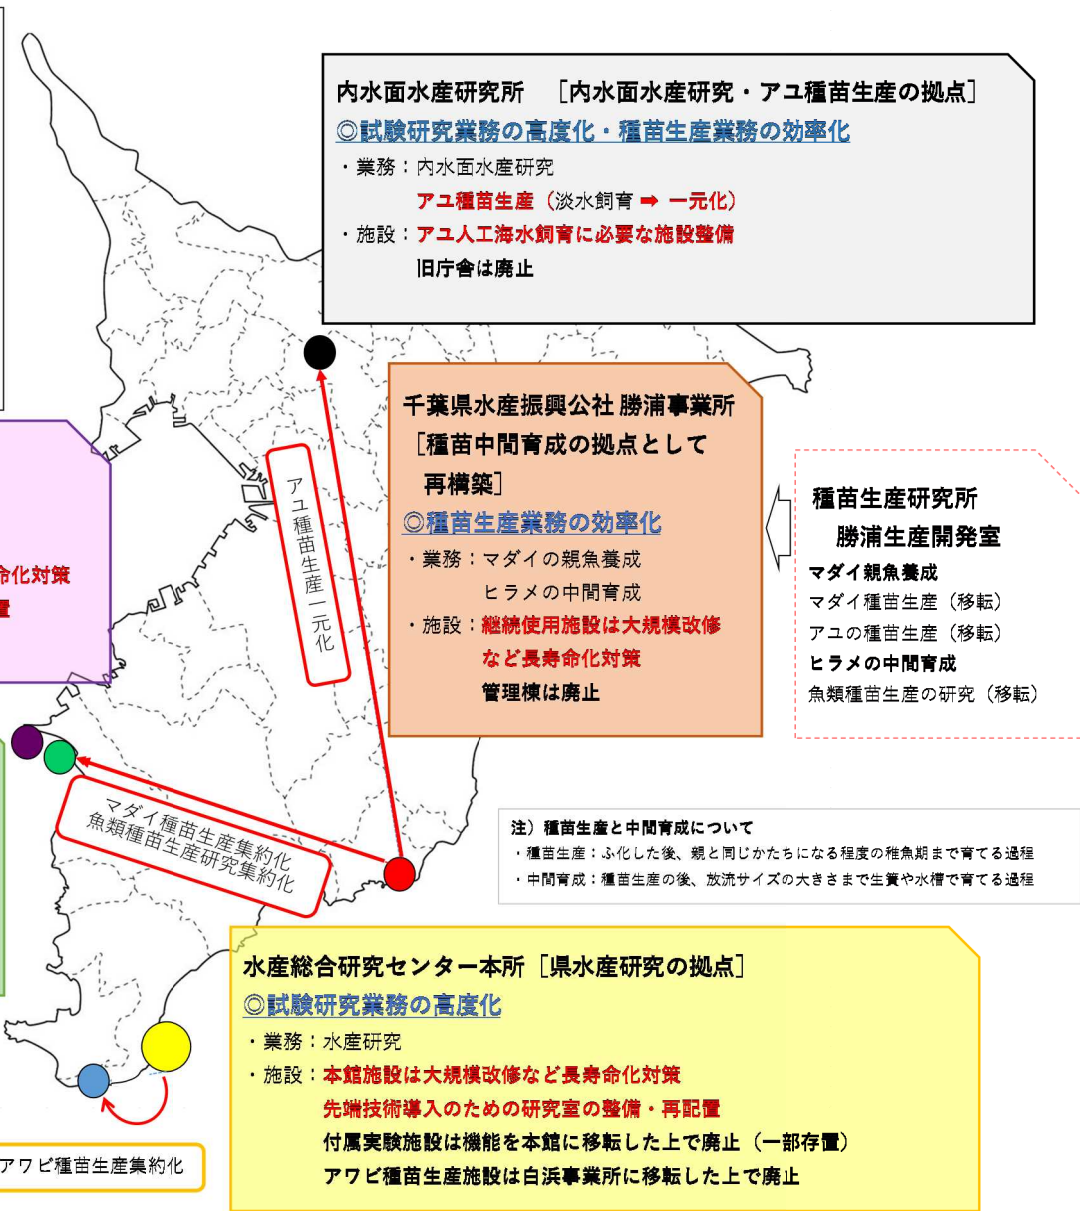 内水面水産研究所 ［内水面水産研究・アユ種苗生産の拠点］
◎試験研究業務の高度化・種苗生産業務の効率化
・業務：内水面水産研究
アユ種苗生産（淡水飼育 ➡ 一元化）
・施設：アユ人工海水飼育に必要な施設整備
旧庁舎は廃止
千葉県水産振興公社 勝浦事業所
［種苗中間育成の拠点として
再構築］
◎種苗生産業務の効率化
・業務：マダイの親魚養成
ヒラメの中間育成
・施設：継続使用施設は大規模改修
など長寿命化対策
管理棟は廃止
種苗生産研究所
勝浦生産開発室
マダイ親魚養成
マダイ種苗生産（移転）
アユの種苗生産（移転）
ヒラメの中間育成
魚類種苗生産の研究（移転）
アユ種苗生産一元化
命化対策
置
マダイ種苗生産集約化
魚類種苗生産研究集約化
注）種苗生産と中間育成について
・種苗生産：ふ化した後、親と同じかたちになる程度の稚魚期まで育てる過程
・中間育成：種苗生産の後、放流サイズの大きさまで生簀や水槽で育てる過程
水産総合研究センター本所［県水産研究の拠点］
◎試験研究業務の高度化
・業務：水産研究
・施設：本館施設は大規模改修など長寿命化対策
先端技術導入のための研究室の整備・再配置
付属実験施設は機能を本館に移転した上で廃止（一部存置）
アワビ種苗生産施設は白浜事業所に移転した上で廃止
アワビ種苗生産集約化